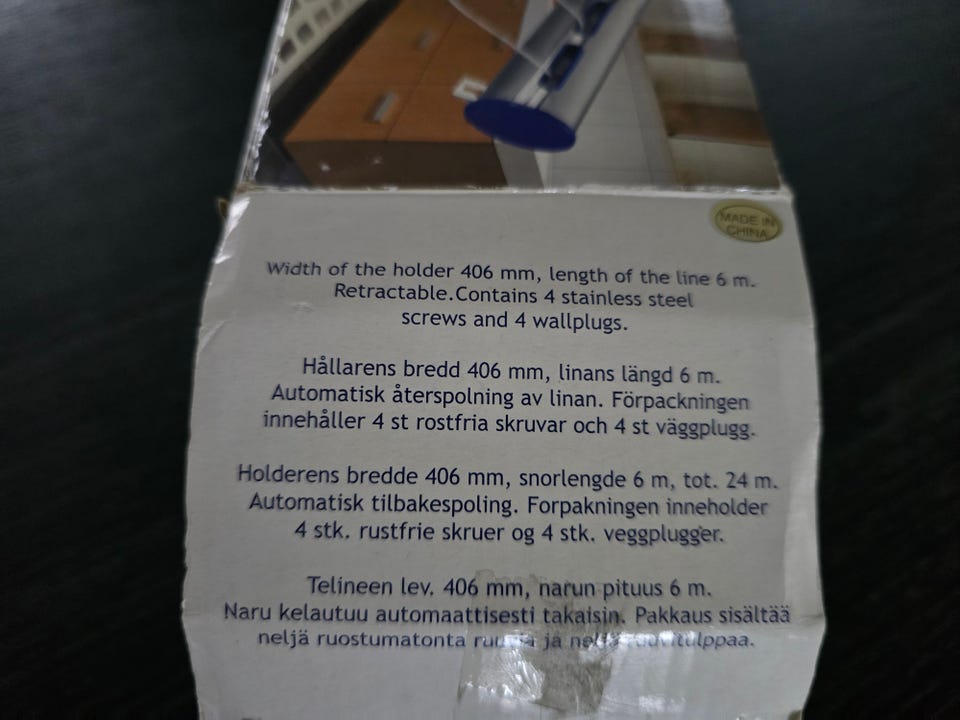 MADE IN
CHINA
Width of the holder 406 mm, length of the line 6 m.
Retractable.Contains 4 stainless steel
screws and 4 wallplugs.
Hållarens bredd 406 mm, linans längd 6 m.
Automatisk återspolning av linan. Förpackningen
innehåller 4 st rostfria skruvar och 4 st väggplugg.
Holderens bredde 406 mm, snorlengde 6 m, tot. 24 m.
Automatisk tilbakespoling. Forpakningen inneholder
4 stk. rustfrie skruer og 4 stk. veggplugger.
Telineen lev. 406 mm, narun pituus 6 m.
Naru kelautuu automaattisesti takaisin. Pakkaus sisältää
neljä ruostumatonta ja neljä ruuvitulppaa.